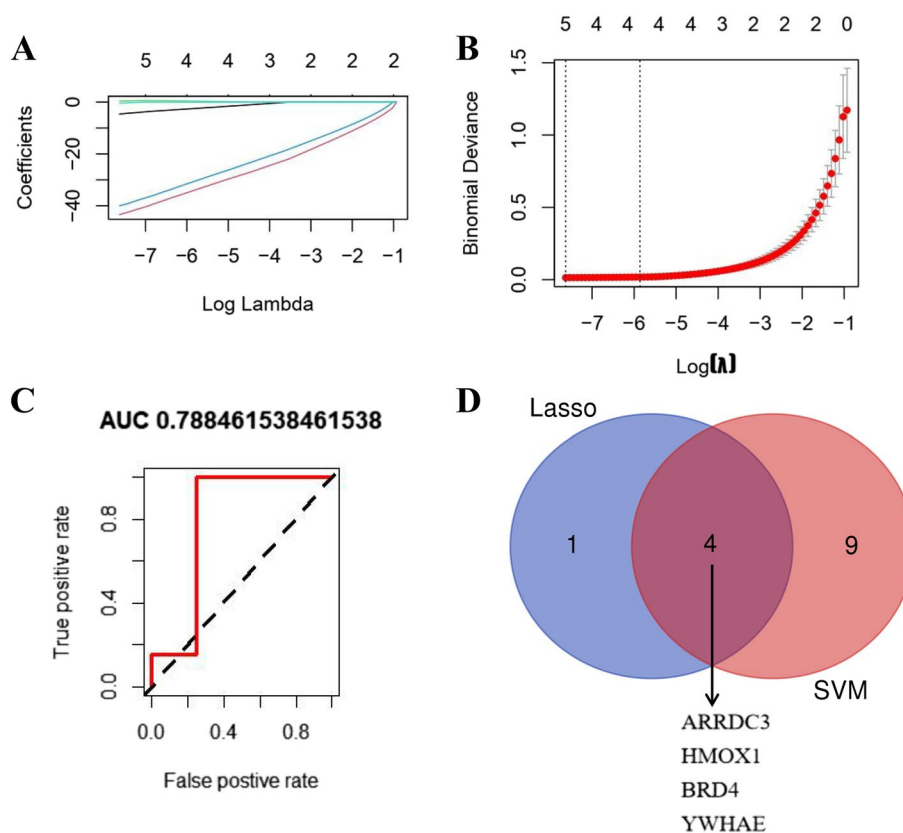 A
5 4 4 3 2 2 2
Coefficients
0
−20
−40
−7 −6 −5 −4 −3 −2 −1
Log Lambda
B
5 4 4 4 4 2 2 2 0
Binomial Deviance
1.5
1.0
0.5
0.0
−7 −6 −5 −4 −3 −2 −1
Log(λ)
C
AUC 0.788461538461538
True positive rate
0.8
0.4
0.0
0.0 0.4 0.8
False postive rate
D
Lasso
1 4 9
SVM
ARRDC3
HMOX1
BRD4
YWHAE